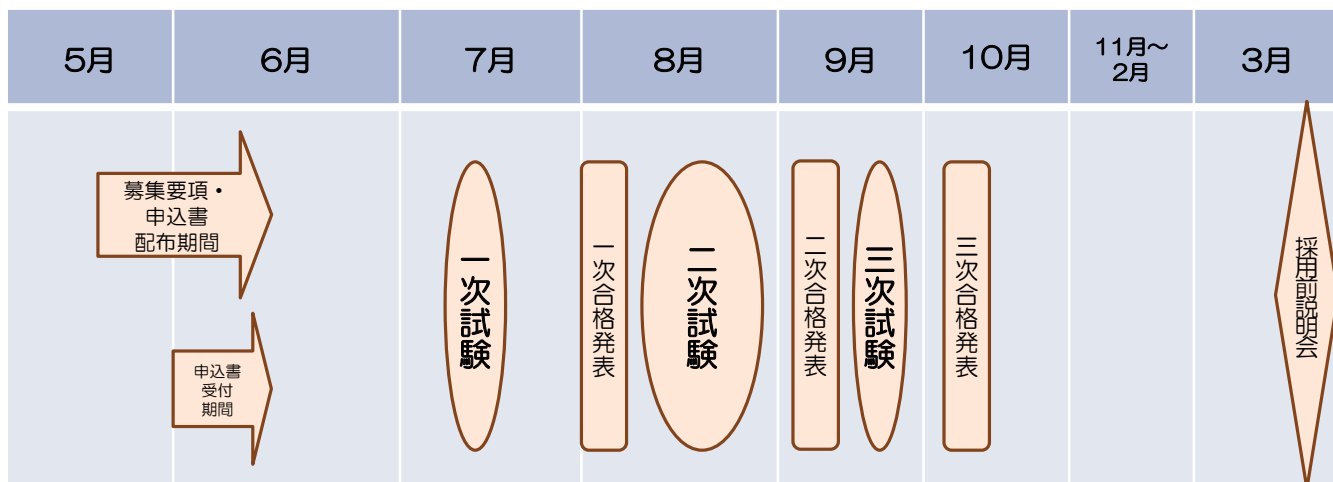 5月
6月
7月
8月
9月
10月
11月～
2月
3月
募集要項・
申込書
配布期間
申込書
受付
期間
一次試験
一次合格発表
二次試験
二次合格発表
三次試験
三次合格発表
採用前説明会